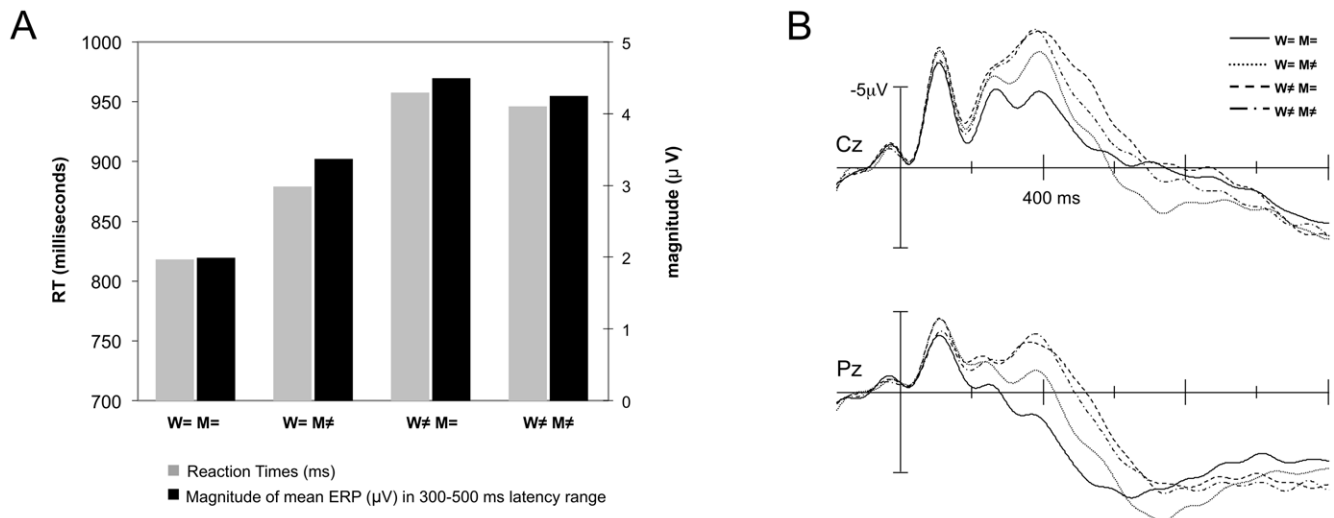 A
1000
950
900
850
800
750
700
RT (milliseconds)
5
4
3
2
1
0
magnitude (μ V)
W= M=
W= M≠
W≠ M=
W≠ M≠
Reaction Times (ms)
Magnitude of mean ERP (μV) in 300-500 ms latency range
B
W= M=
W= M≠
W≠ M=
W≠ M≠
-5μV
Cz
400 ms
Pz